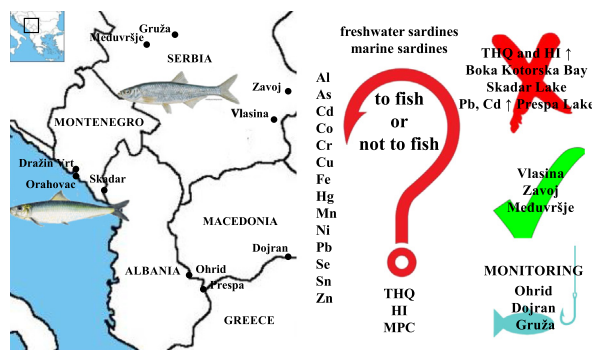 Gruža
Međuvršje
SERBIA
Zavoj
Vlasina
MONTENEGRO
Dražin Vrt
Orahovac
Skadar
MACEDONIA
Dojran
ALBANIA
Ohrid
Prespa
GREECE
freshwater sardines
marine sardines
Al
As
Cd
Co
Cr
Cu
Fe
Hg
Mn
Ni
Pb
Se
Sn
Zn
to fish
or
not to fish
THQ
HI
MPC
THQ and HI ↑
Boka Kotorska Bay
Skadar Lake
Pb, Cd ↑ Prespa Lake
Vlasina
Zavoj
Međuvršje
MONITORING
Ohrid
Dojran
Gruža